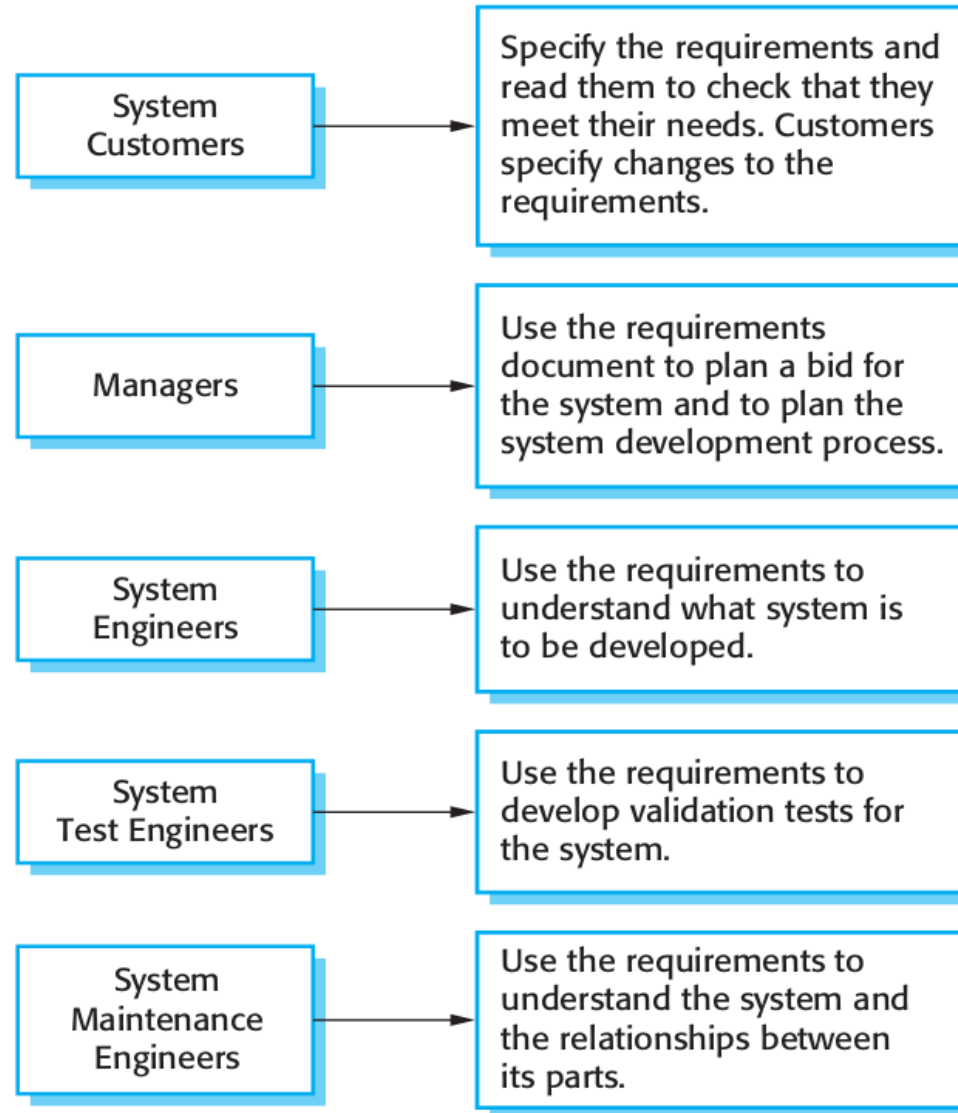 System
Customers
Specify the requirements and
read them to check that they
meet their needs. Customers
specify changes to the
requirements.
Managers
Use the requirements
document to plan a bid for
the system and to plan the
system development process.
System
Engineers
Use the requirements to
understand what system is
to be developed.
System
Test Engineers
Use the requirements to
develop validation tests for
the system.
System
Maintenance
Engineers
Use the requirements to
understand the system and
the relationships between
its parts.